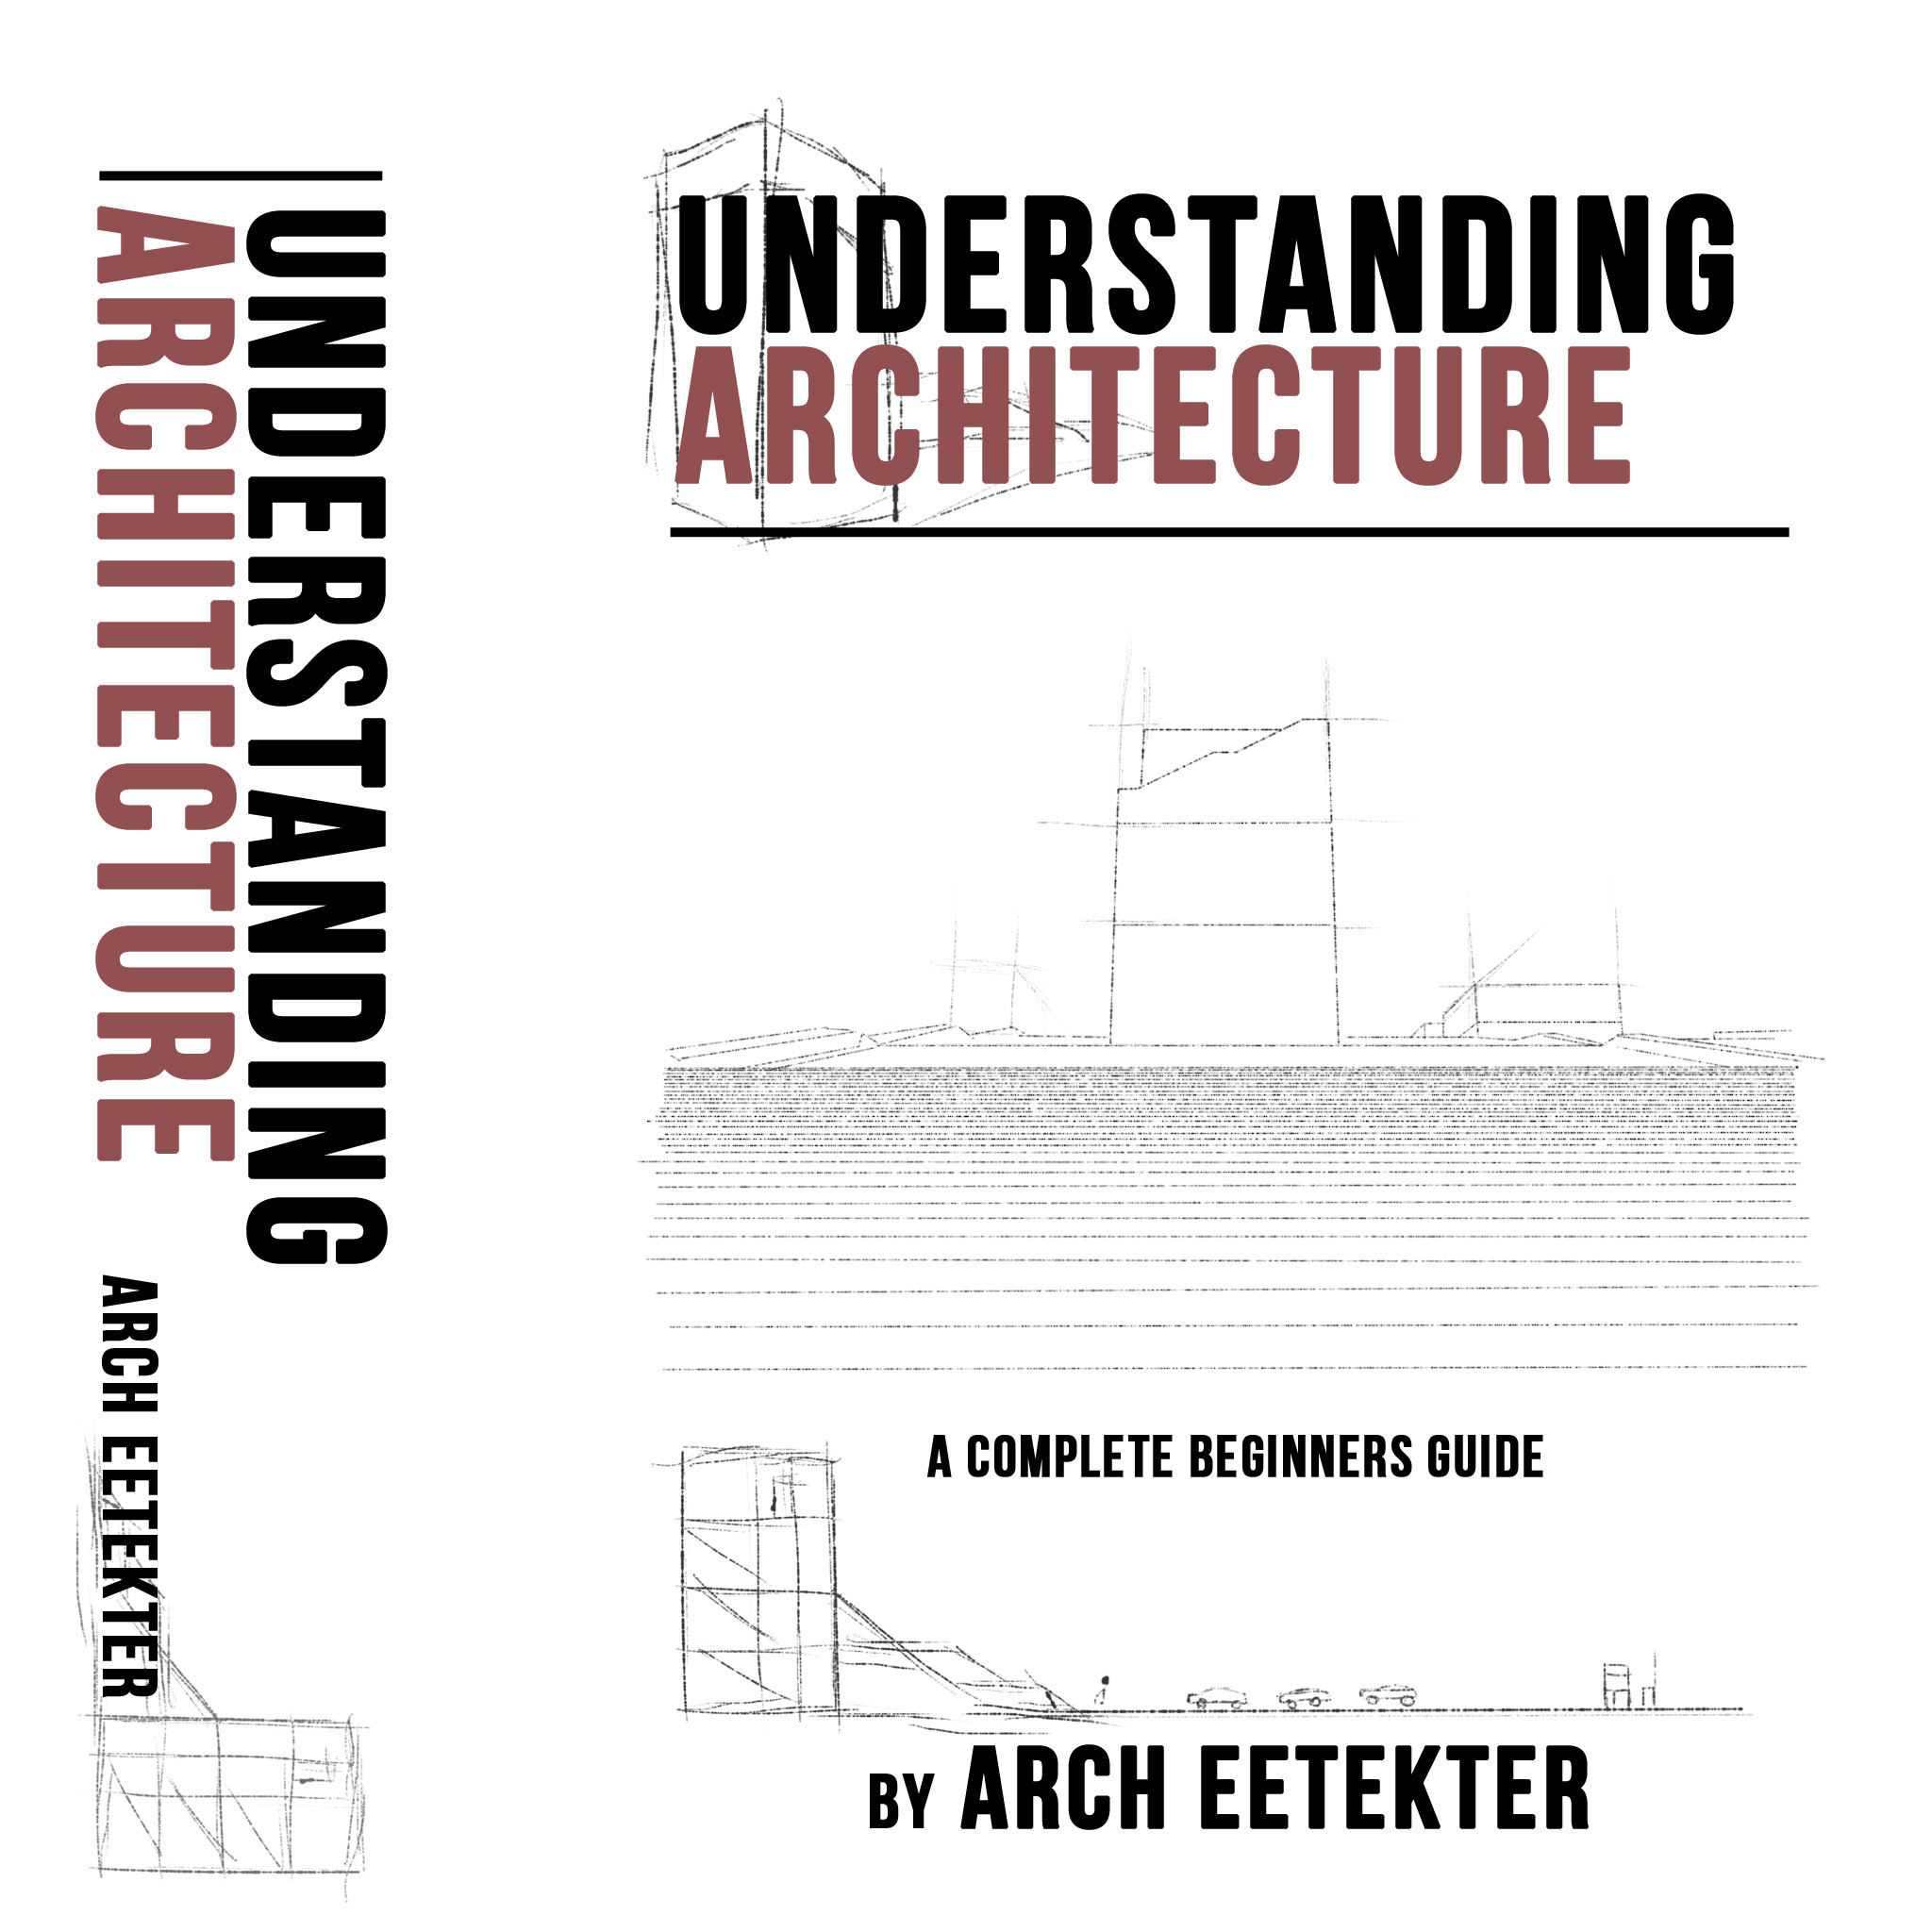 UNDERSTANDING
ARCHITECTURE
ARCH EETEKTER
UNDERSTANDING
ARCHITECTURE
A COMPLETE BEGINNERS GUIDE
BY ARCH EETEKTER